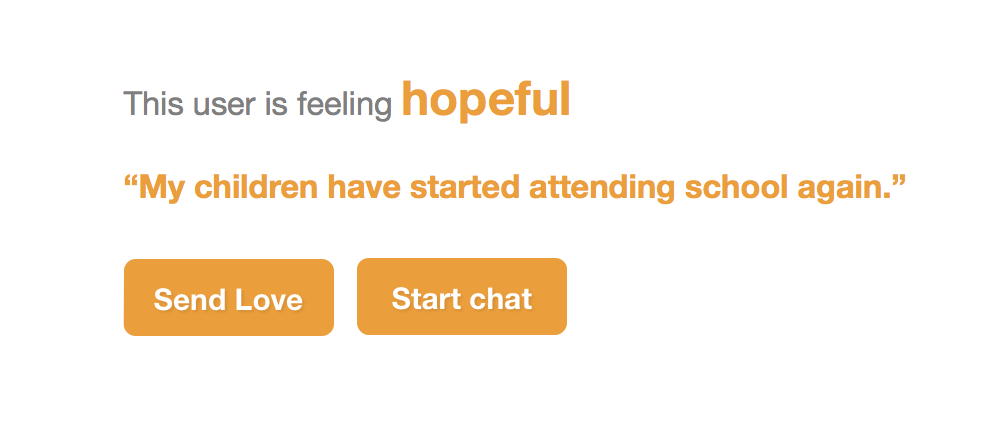 This user is feeling hopeful
“My children have started attending school again.”
Send Love Start chat